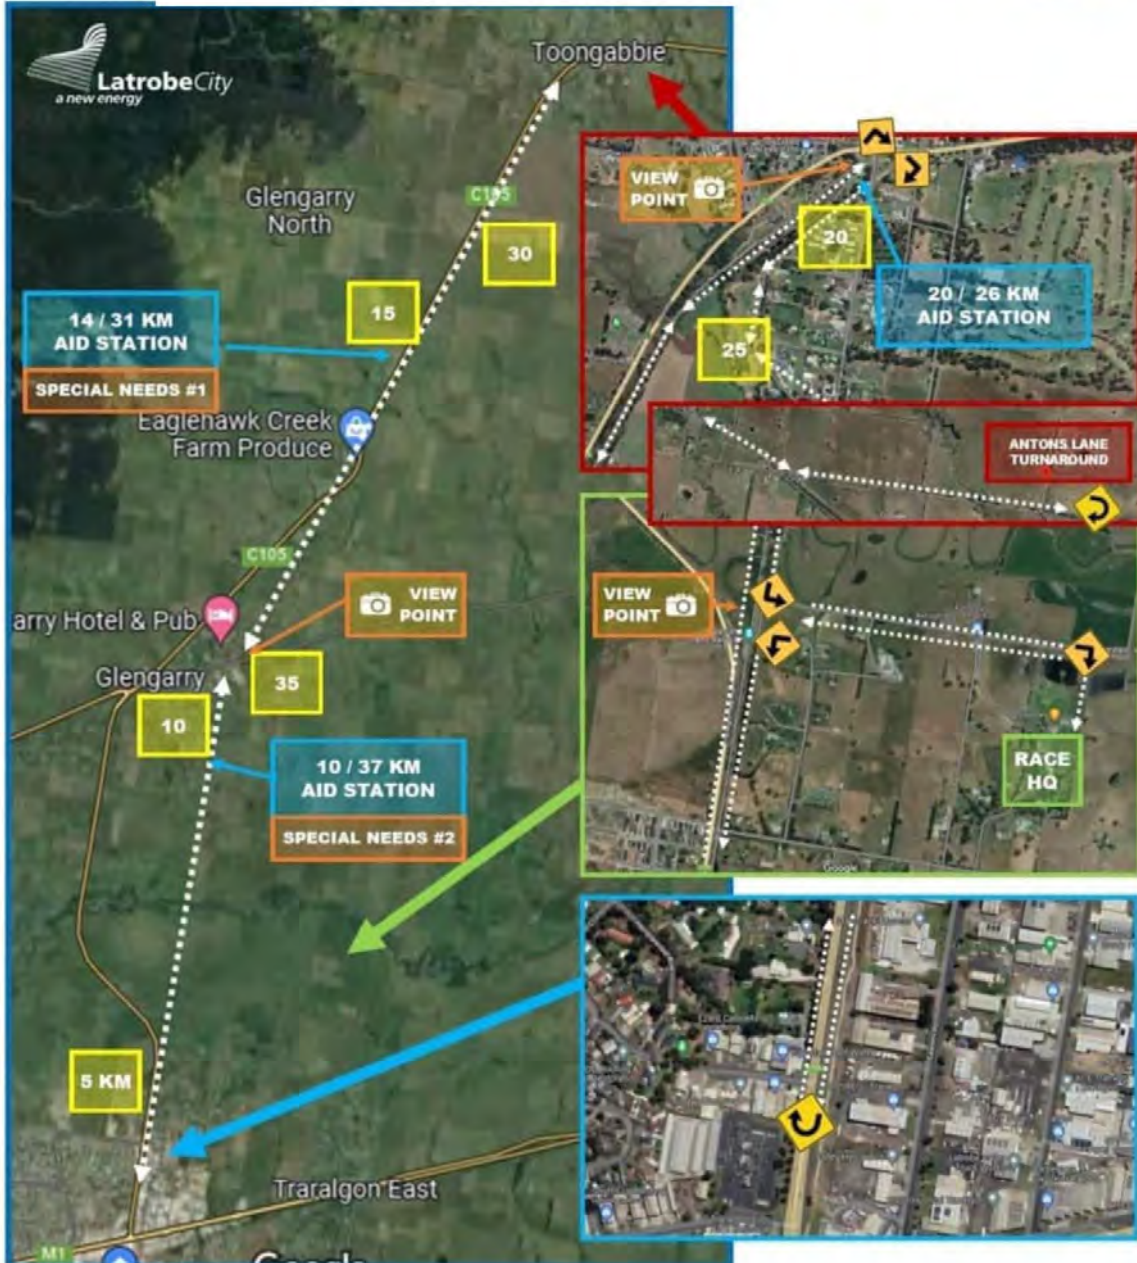 LatrobeCity
a new energy
Toongabbie
C105
Glengarry
North
30
15
14 / 31 KM
AID STATION
SPECIAL NEEDS #1
Eaglehawk Creek
Farm Produce
C105
VIEW
POINT
arry Hotel & Pub
Glengarry
35
10
10 / 37 KM
AID STATION
SPECIAL NEEDS #2
5 KM
Traralgon East
M1
Google
VIEW
POINT
20
20 / 26 KM
AID STATION
25
ANTONS LANE
TURNAROUND
VIEW
POINT
RACE
HQ
Google